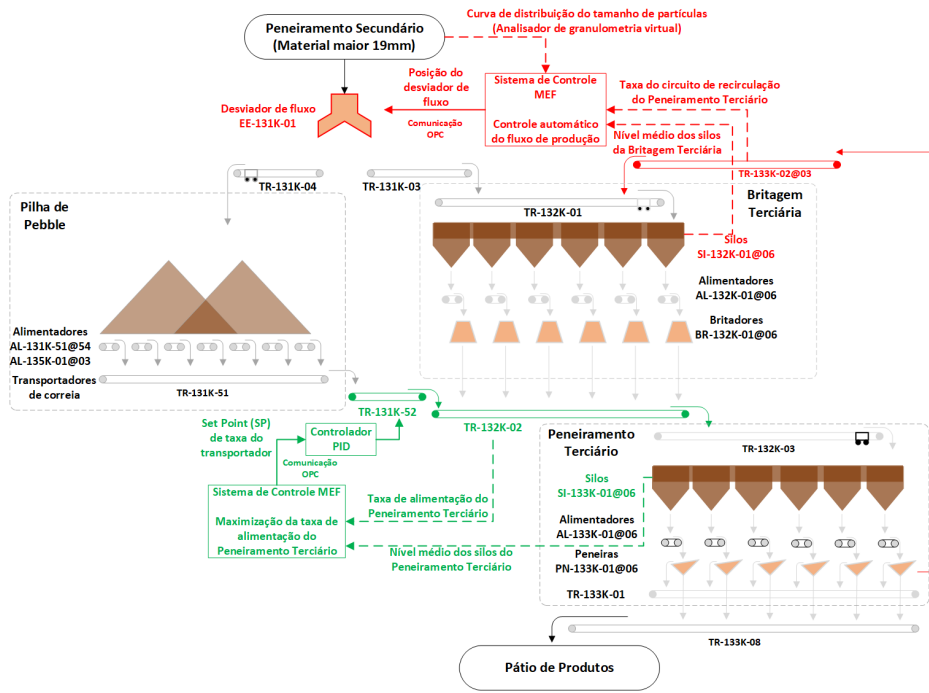 Peneiramento Secundário
(Material maior 19mm)
Curva de distribuição do tamanho de partículas
(Analisador de granulometria virtual)
Desviador de fluxo
EE-131K-01
Posição do
desviador de
fluxo
Comunicação
OPC
Sistema de Controle
MEF
Controle automático
do fluxo de produção
Taxa do circuito de recirculação
do Peneiramento Terciário
Nível médio dos silos
da Britagem Terciária
TR-133K-02@03
TR-131K-04
TR-131K-03
Pilha de
Pebble
TR-132K-01
Britagem
Terciária
Silos
SI-132K-01@06
Alimentadores
AL-132K-01@06
Britadores
BR-132K-01@06
Alimentadores
AL-131K-51@54
AL-135K-01@03
Transportadores
de correia
TR-131K-51
TR-131K-52
TR-132K-02
Set Point (SP)
de taxa do
transportador
Controlador
PID
Comunicação
OPC
Sistema de Controle MEF
Maximização da taxa de
alimentação do
Peneiramento Terciário
Taxa de alimentação do
Peneiramento Terciário
Nível médio dos silos do
Peneiramento Terciário
Peneiramento
Terciário
TR-132K-03
Silos
SI-133K-01@06
Alimentadores
AL-133K-01@06
Peneiras
PN-133K-01@06
TR-133K-01
TR-133K-08
Pátio de Produtos